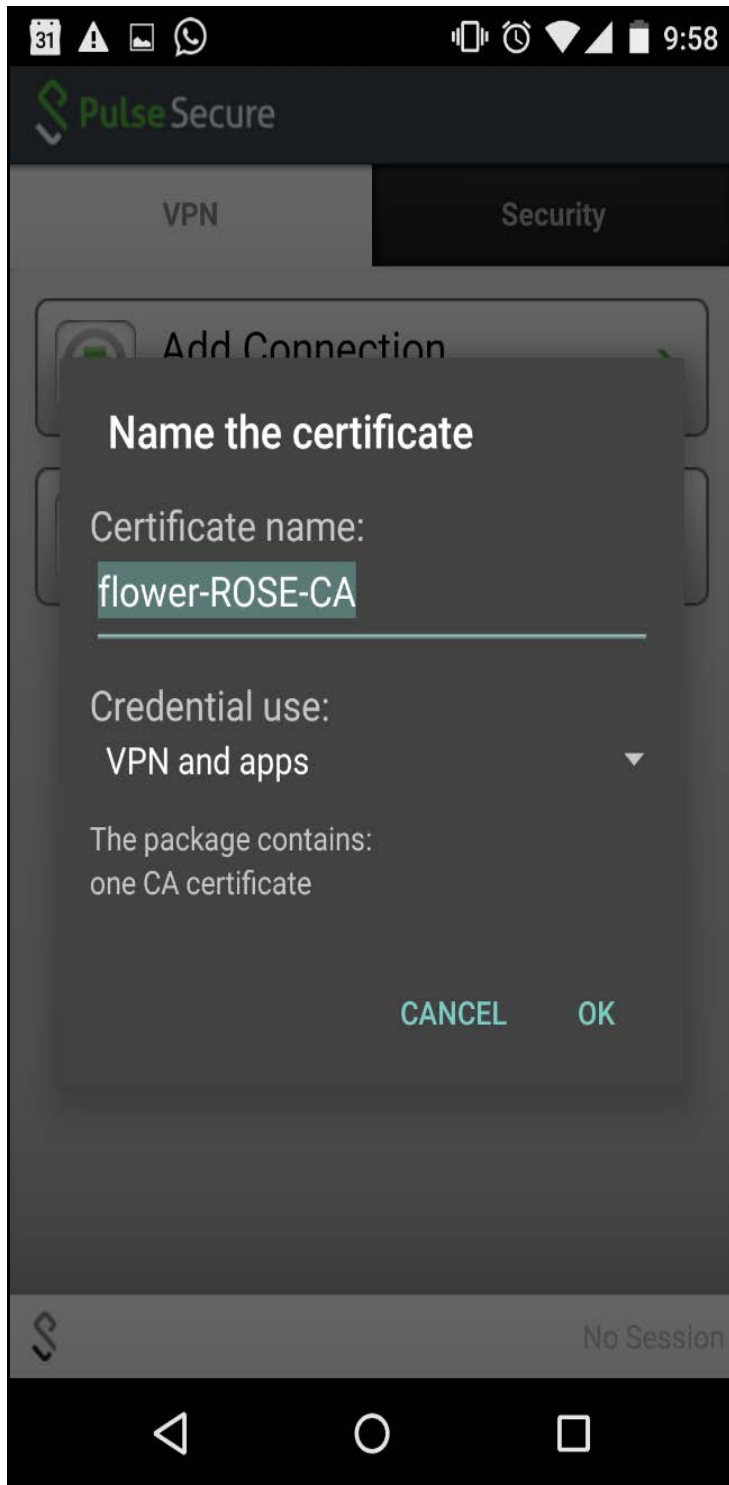 31 9:58
Pulse Secure
VPN Security
Add Connection
Name the certificate
Certificate name:
flower-ROSE-CA
Credential use:
VPN and apps
The package contains:
one CA certificate
CANCEL OK
No Session